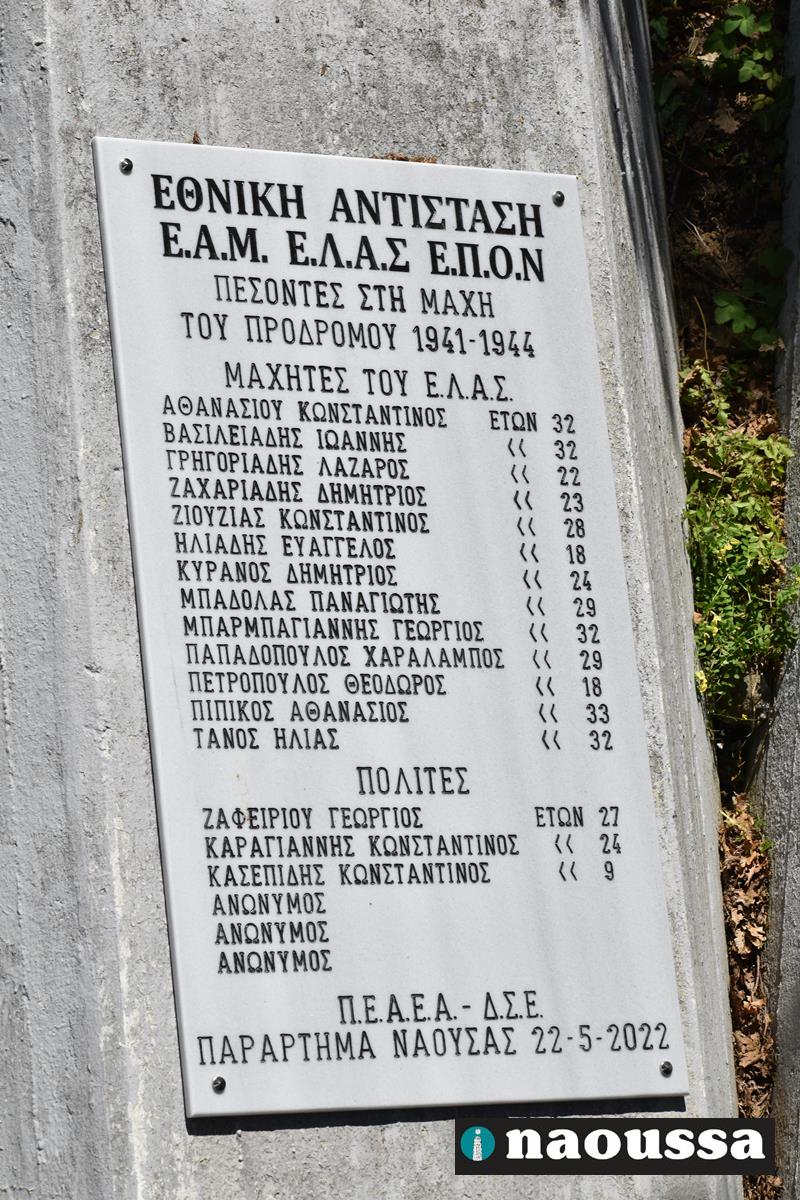 ΕΘΝΙΚΗ ΑΝΤΙΣΤΑΣΗ
Ε.Α.Μ. Ε.Λ.Α.Σ Ε.Π.Ο.Ν
ΠΕΣΟΝΤΕΣ ΣΤΗ ΜΑΧΗ
ΤΟΥ ΠΡΟΔΡΟΜΟΥ 1941-1944
ΜΑΧΗΤΕΣ ΤΟΥ Ε.Λ.Α.Σ.
ΑΘΑΝΑΣΙΟΥ ΚΩΝΣΤΑΝΤΙΝΟΣ ΕΤΩΝ 32
ΒΑΣΙΛΕΙΑΔΗΣ ΙΩΑΝΝΗΣ << 32
ΓΡΗΓΟΡΙΑΔΗΣ ΛΑΖΑΡΟΣ << 22
ΖΑΧΑΡΙΑΔΗΣ ΔΗΜΗΤΡΙΟΣ << 23
ΖΙΟΥΖΙΑΣ ΚΩΝΣΤΑΝΤΙΝΟΣ << 28
ΗΛΙΑΔΗΣ ΕΥΑΓΓΕΛΟΣ << 18
ΚΥΡΑΝΟΣ ΔΗΜΗΤΡΙΟΣ << 24
ΜΠΑΔΟΛΑΣ ΠΑΝΑΓΙΩΤΗΣ << 29
ΜΠΑΡΜΠΑΓΙΑΝΝΗΣ ΓΕΩΡΓΙΟΣ << 32
ΠΑΠΑΔΟΠΟΥΛΟΣ ΧΑΡΑΛΑΜΠΟΣ << 29
ΠΕΤΡΟΠΟΥΛΟΣ ΘΕΟΔΩΡΟΣ << 18
ΠΙΠΙΚΟΣ ΑΘΑΝΑΣΙΟΣ << 33
ΤΑΝΟΣ ΗΛΙΑΣ << 32
ΠΟΛΙΤΕΣ
ΖΑΦΕΙΡΙΟΥ ΓΕΩΡΓΙΟΣ ΕΤΩΝ 27
ΚΑΡΑΓΙΑΝΝΗΣ ΚΩΝΣΤΑΝΤΙΝΟΣ << 24
ΚΑΣΕΠΙΔΗΣ ΚΩΝΣΤΑΝΤΙΝΟΣ << 9
ΑΝΩΝΥΜΟΣ
ΑΝΩΝΥΜΟΣ
ΑΝΩΝΥΜΟΣ
Π.Ε.Α.Ε.Α.- Δ.Σ.Ε.
ΠΑΡΑΡΤΗΜΑ ΝΑΟΥΣΑΣ 22-5-2022
i naoussa